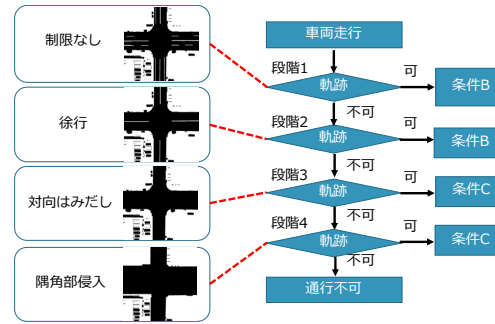 制限なし
徐行
対向はみだし
隅角部侵入
車両走行
段階1
軌跡
可
条件B
不可
段階2
軌跡
可
条件B
不可
段階3
軌跡
可
条件C
不可
段階4
軌跡
可
条件C
不可
通行不可